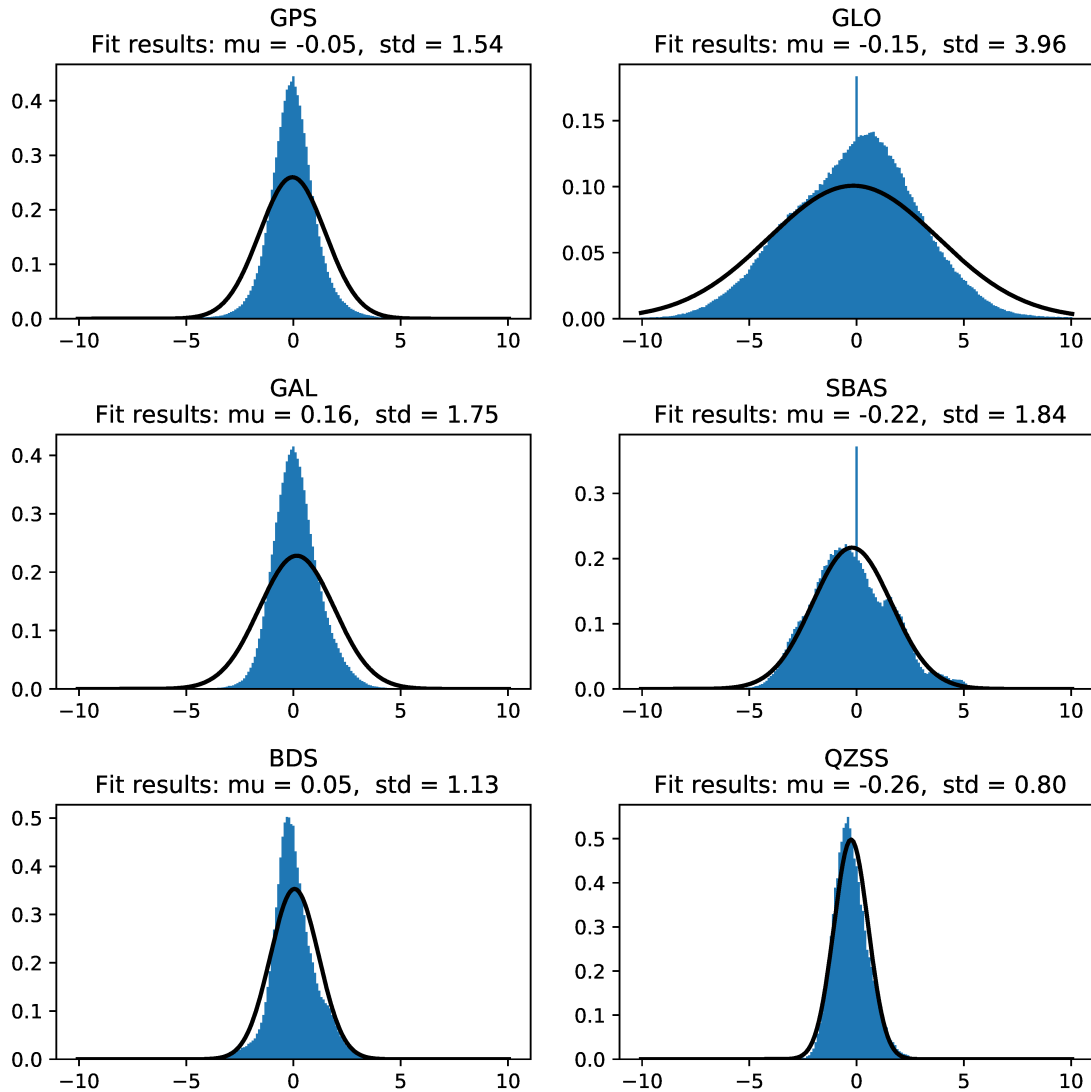 GPS
Fit results: mu = -0.05,  std = 1.54
0.4
0.3
0.2
0.1
0.0
−10 −5 0 5 10
GLO
Fit results: mu = -0.15,  std = 3.96
0.15
0.10
0.05
0.00
−10 −5 0 5 10
GAL
Fit results: mu = 0.16,  std = 1.75
0.4
0.3
0.2
0.1
0.0
−10 −5 0 5 10
SBAS
Fit results: mu = -0.22,  std = 1.84
0.3
0.2
0.1
0.0
−10 −5 0 5 10
BDS
Fit results: mu = 0.05,  std = 1.13
0.5
0.4
0.3
0.2
0.1
0.0
−10 −5 0 5 10
QZSS
Fit results: mu = -0.26,  std = 0.80
0.5
0.4
0.3
0.2
0.1
0.0
−10 −5 0 5 10